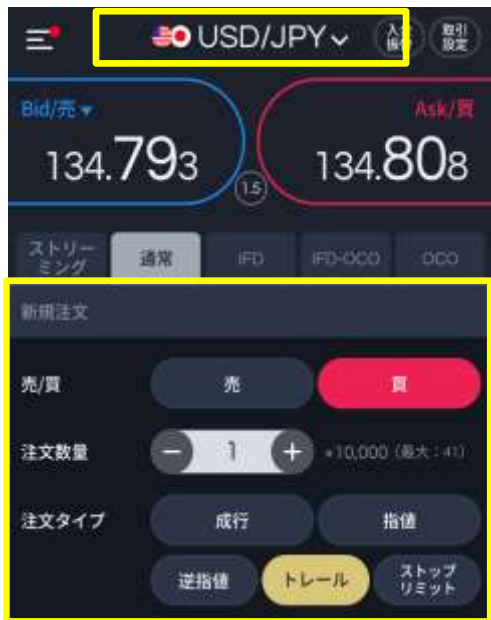 USD/JPY
入金
振替
取引
設定
Bid/売
Ask/買
134.793
134.808
1.5
ストリー
ミング
通常
IFD
IFD-OCO
OCO
新規注文
売/買
売
買
注文数量
1
×10,000 (最大:41)
注文タイプ
成行
指値
逆指値
トレール
ストップ
リミット